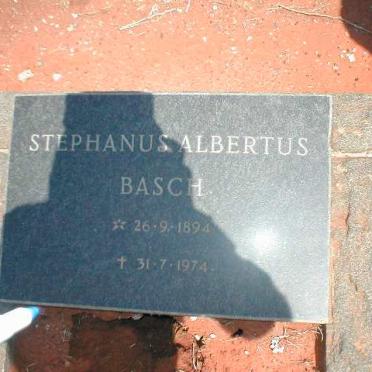 STEPHANUS ALBERTUS
BASCH
☆ 26·9·1894
✝ 31·7·1974